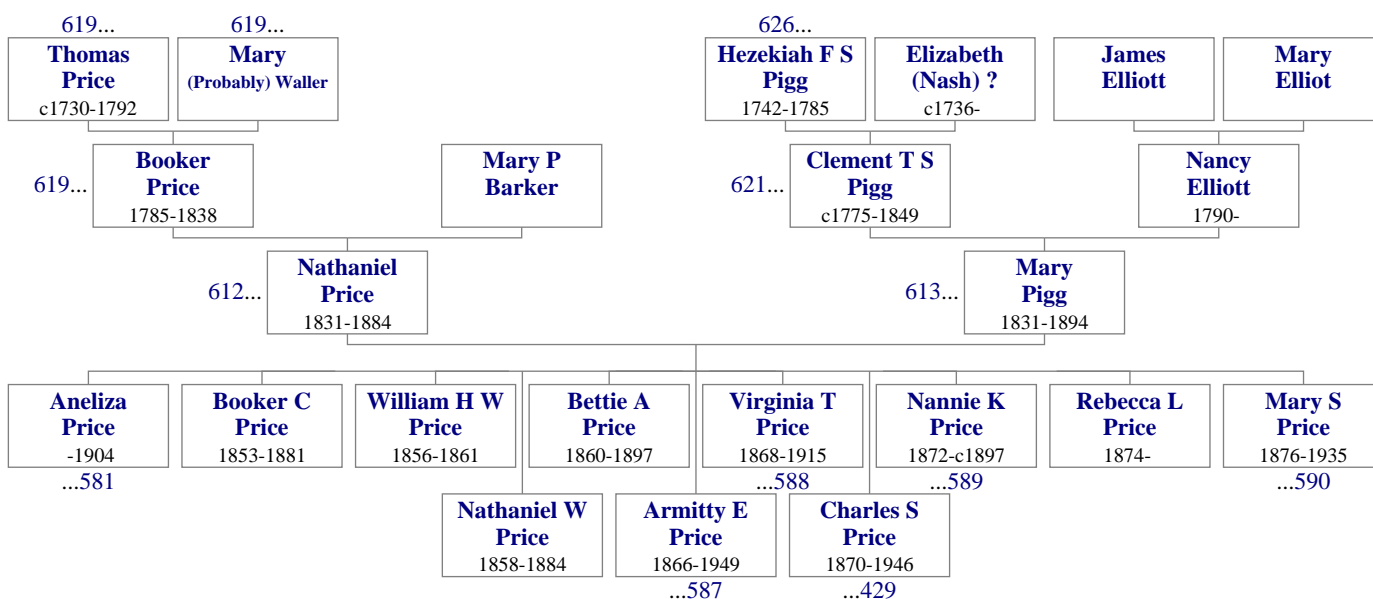 619...
Thomas
Price
c1730-1792
619...
Mary
(Probably) Waller
626...
Hezekiah F S
Pigg
1742-1785
Elizabeth
(Nash) ?
c1736-
James
Elliott
Mary
Elliot
619...
Booker
Price
1785-1838
Mary P
Barker
621...
Clement T S
Pigg
c1775-1849
Nancy
Elliott
1790-
612...
Nathaniel
Price
1831-1884
613...
Mary
Pigg
1831-1894
Aneliza
Price
-1904
...581
Booker C
Price
1853-1881
William H W
Price
1856-1861
Bettie A
Price
1860-1897
Virginia T
Price
1868-1915
...588
Nannie K
Price
1872-c1897
...589
Rebecca L
Price
1874-
Mary S
Price
1876-1935
...590
Nathaniel W
Price
1858-1884
Armitty E
Price
1866-1949
...587
Charles S
Price
1870-1946
...429